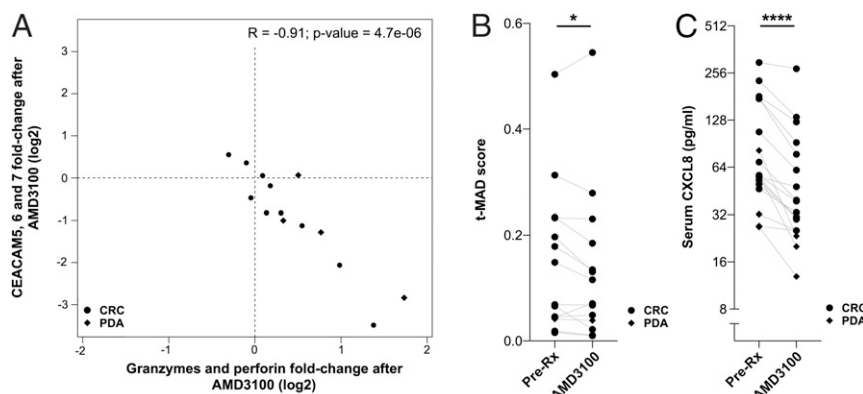 A
R = -0.91; p-value = 4.7e-06
CEACAM5, 6 and 7 fold-change after
AMD3100 (log2)
3
2
1
0
-1
-2
-3
CRC
PDA
-2
-1
0
1
2
Granzymes and perforin fold-change after
AMD3100 (log2)
B
*
t-MAD score
0.6
0.4
0.2
0.0
CRC
PDA
Pre-Rx
AMD3100
C
****
Serum CXCL8 (pg/ml)
512
256
128
64
32
16
8
CRC
PDA
Pre-Rx
AMD3100